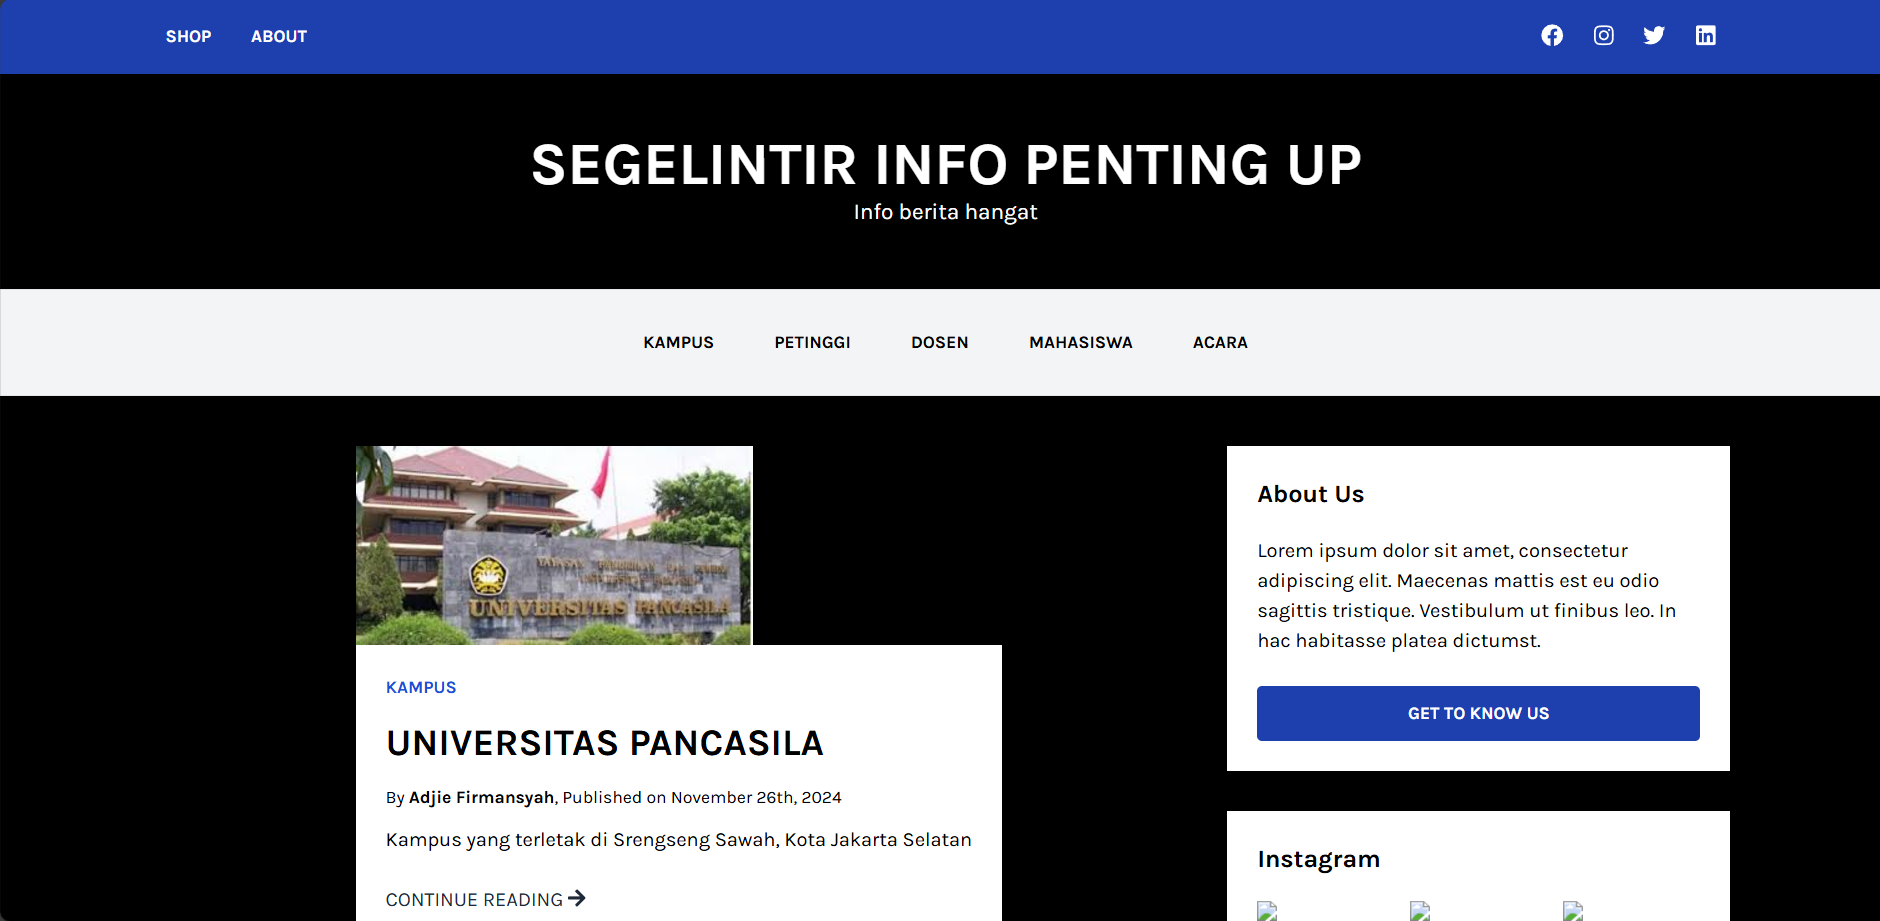 SHOP ABOUT
SEGELINTIR INFO PENTING UP
Info berita hangat
KAMPUS PETINGGI DOSEN MAHASISWA ACARA
UNIVERSITAS PANCASILA
KAMPUS
UNIVERSITAS PANCASILA
By Adjie Firmansyah, Published on November 26th, 2024
Kampus yang terletak di Srengseng Sawah, Kota Jakarta Selatan
CONTINUE READING
About Us
Lorem ipsum dolor sit amet, consectetur
adipiscing elit. Maecenas mattis est eu odio
sagittis tristique. Vestibulum ut finibus leo. In
hac habitasse platea dictumst.
GET TO KNOW US
Instagram